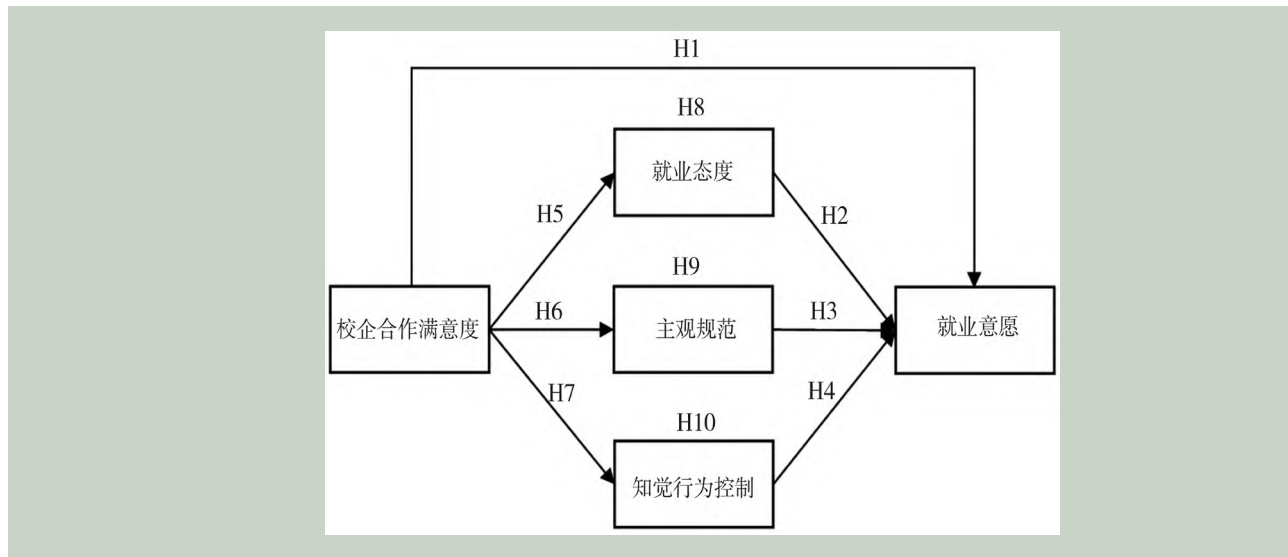 H1
H8
就业态度
H5
H2
H9
校企合作满意度
H6
主观规范
H3
就业意愿
H7
H4
H10
知觉行为控制